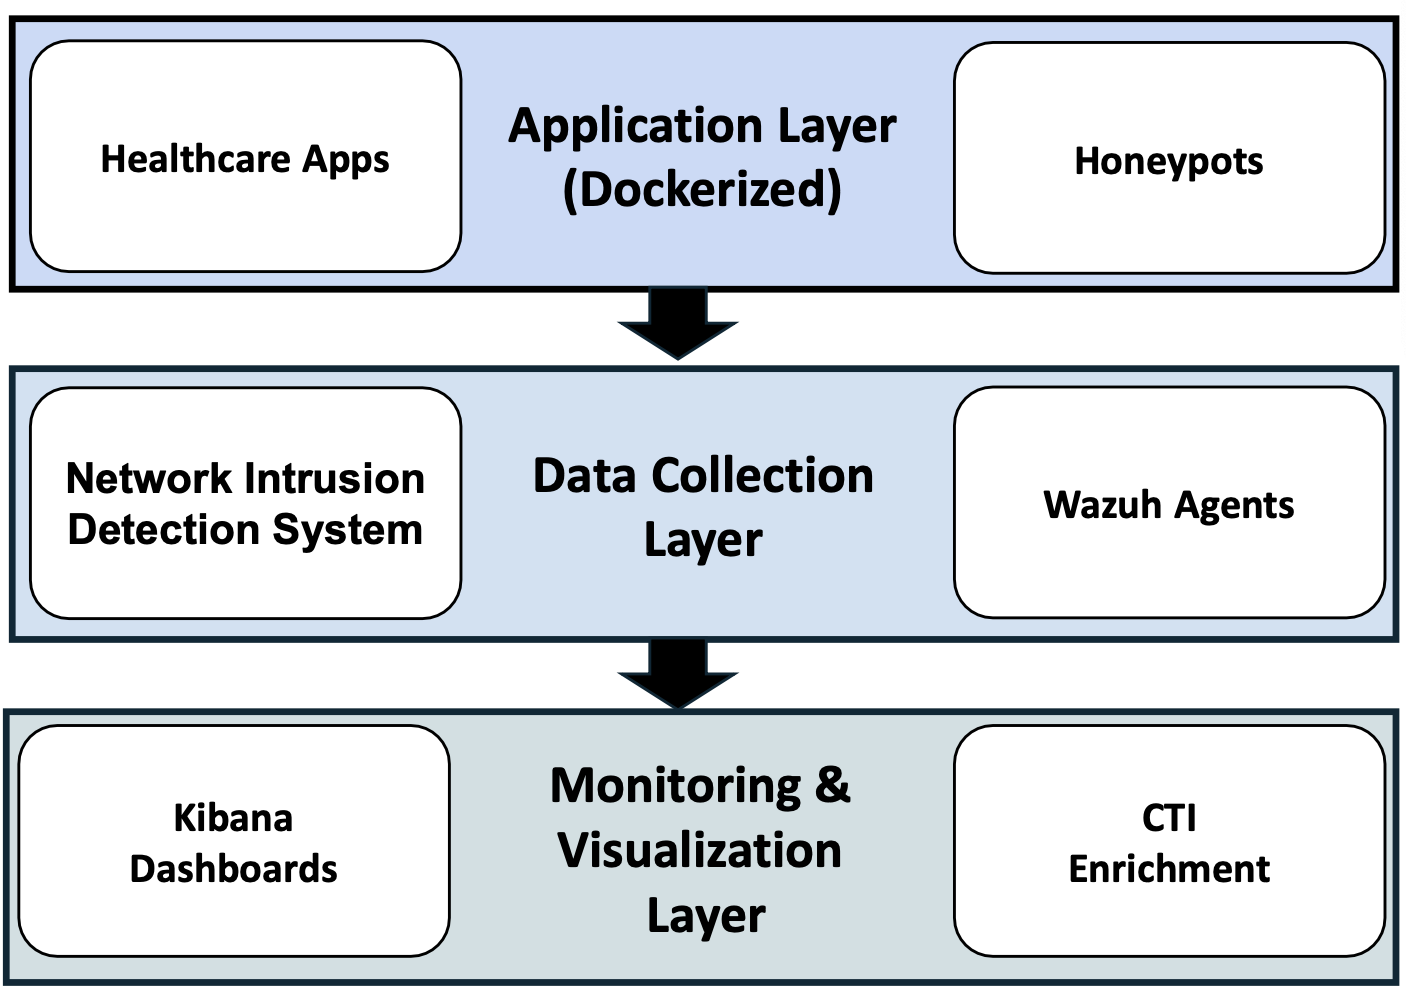 Healthcare Apps
Application Layer
(Dockerized)
Honeypots
Network Intrusion
Detection System
Data Collection
Layer
Wazuh Agents
Kibana
Dashboards
Monitoring &
Visualization
Layer
CTI
Enrichment